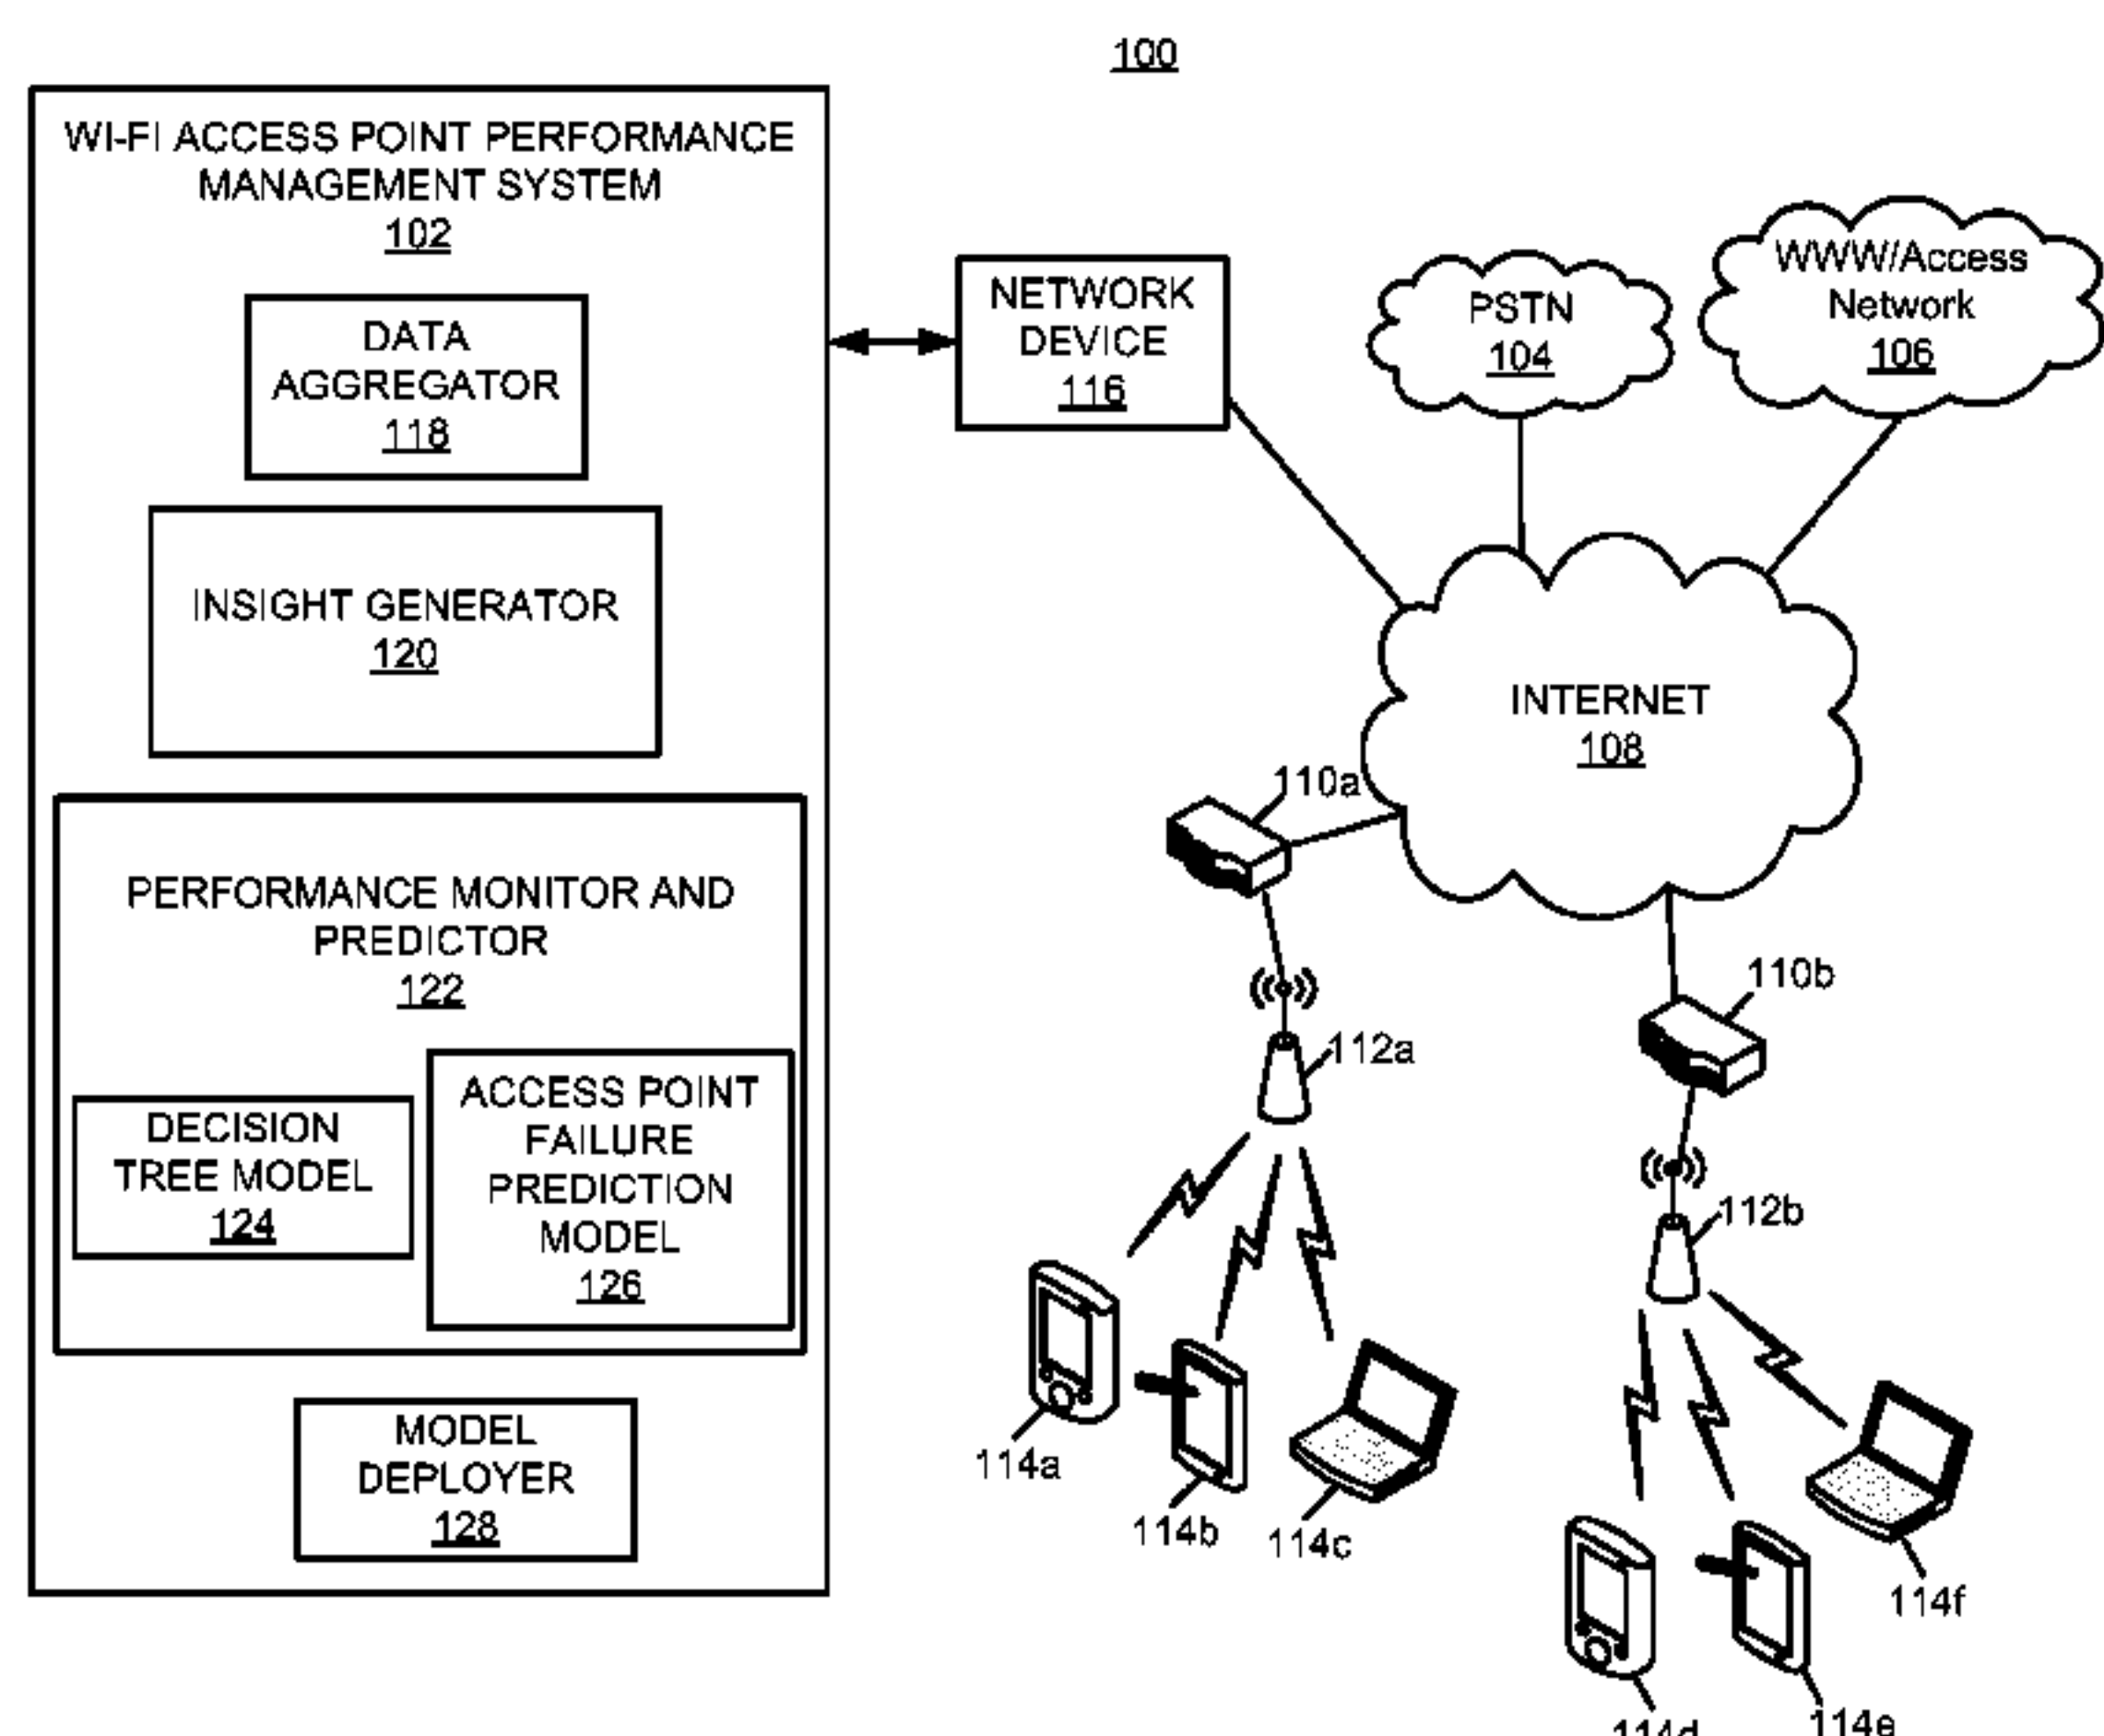 100
WI-FI ACCESS POINT PERFORMANCE
MANAGEMENT SYSTEM
102
DATA
AGGREGATOR
118
INSIGHT GENERATOR
120
PERFORMANCE MONITOR AND
PREDICTOR
122
DECISION
TREE MODEL
124
ACCESS POINT
FAILURE
PREDICTION
MODEL
126
MODEL
DEPLOYER
128
NETWORK
DEVICE
116
PSTN
104
WWW/Access
Network
106
INTERNET
108
110a
110b
112a
112b
114a
114b
114c
114f
114d
114e